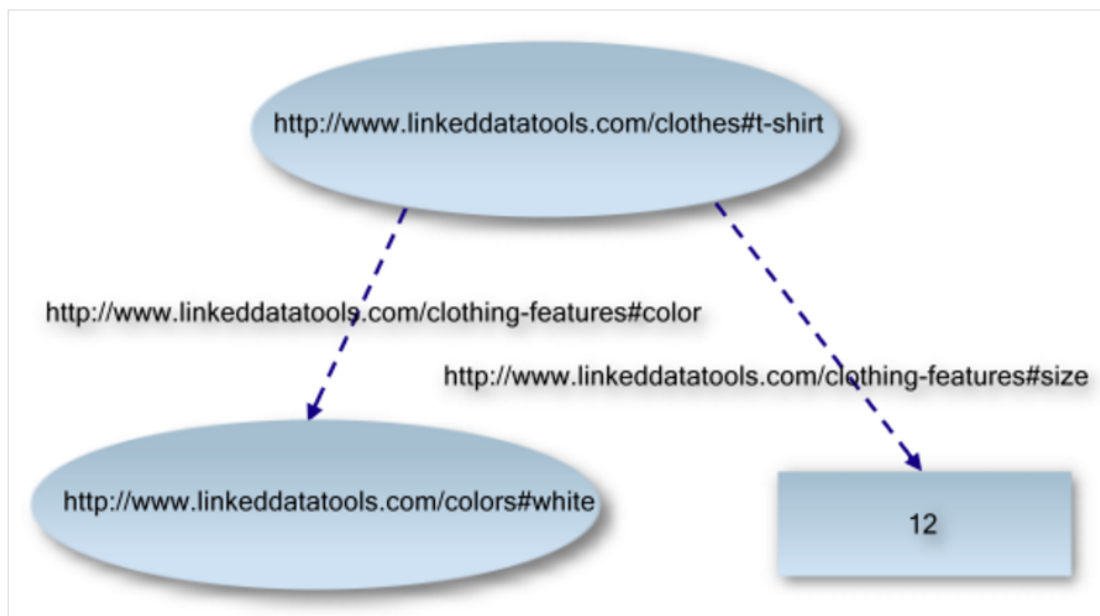 http://www.linkeddatatools.com/clothes#t-shirt
http://www.linkeddatatools.com/clothing-features#color
http://www.linkeddatatools.com/clothing-features#size
http://www.linkeddatatools.com/colors#white
12